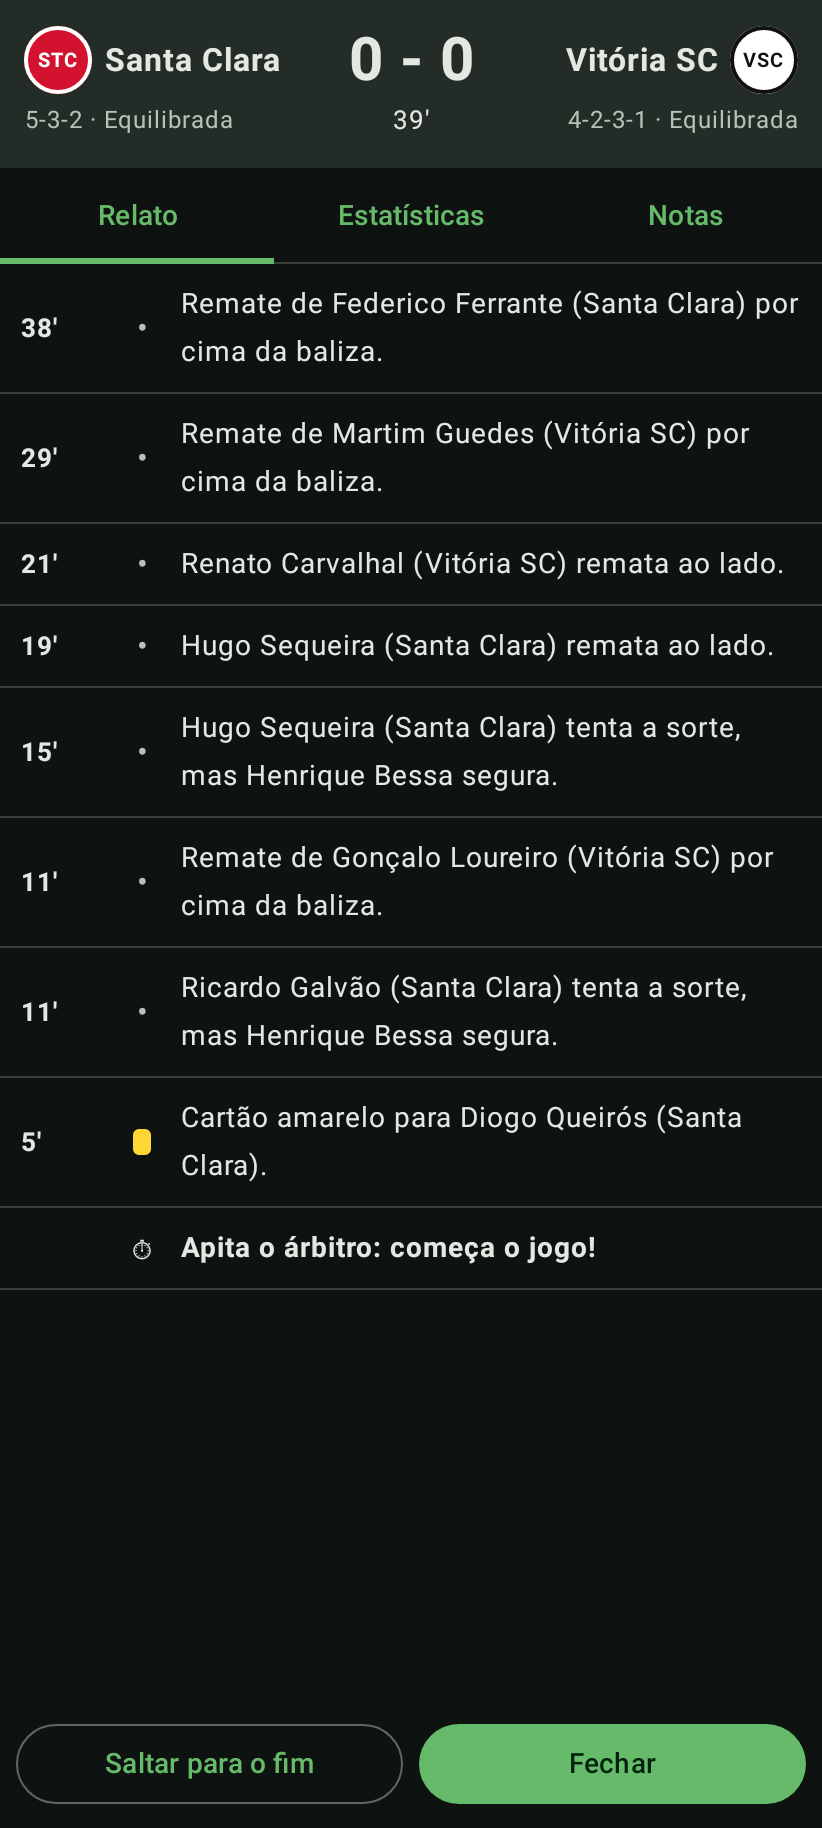 STC Santa Clara 0 - 0 Vitória SC VSC
5-3-2 · Equilibrada 39' 4-2-3-1 · Equilibrada
Relato Estatísticas Notas
38' • Remate de Federico Ferrante (Santa Clara) por
cima da baliza.
29' • Remate de Martim Guedes (Vitória SC) por
cima da baliza.
21' • Renato Carvalhal (Vitória SC) remata ao lado.
19' • Hugo Sequeira (Santa Clara) remata ao lado.
15' • Hugo Sequeira (Santa Clara) tenta a sorte,
mas Henrique Bessa segura.
11' • Remate de Gonçalo Loureiro (Vitória SC) por
cima da baliza.
11' • Ricardo Galvão (Santa Clara) tenta a sorte,
mas Henrique Bessa segura.
5' Cartão amarelo para Diogo Queirós (Santa
Clara).
⏱ Apita o árbitro: começa o jogo!
Saltar para o fim Fechar